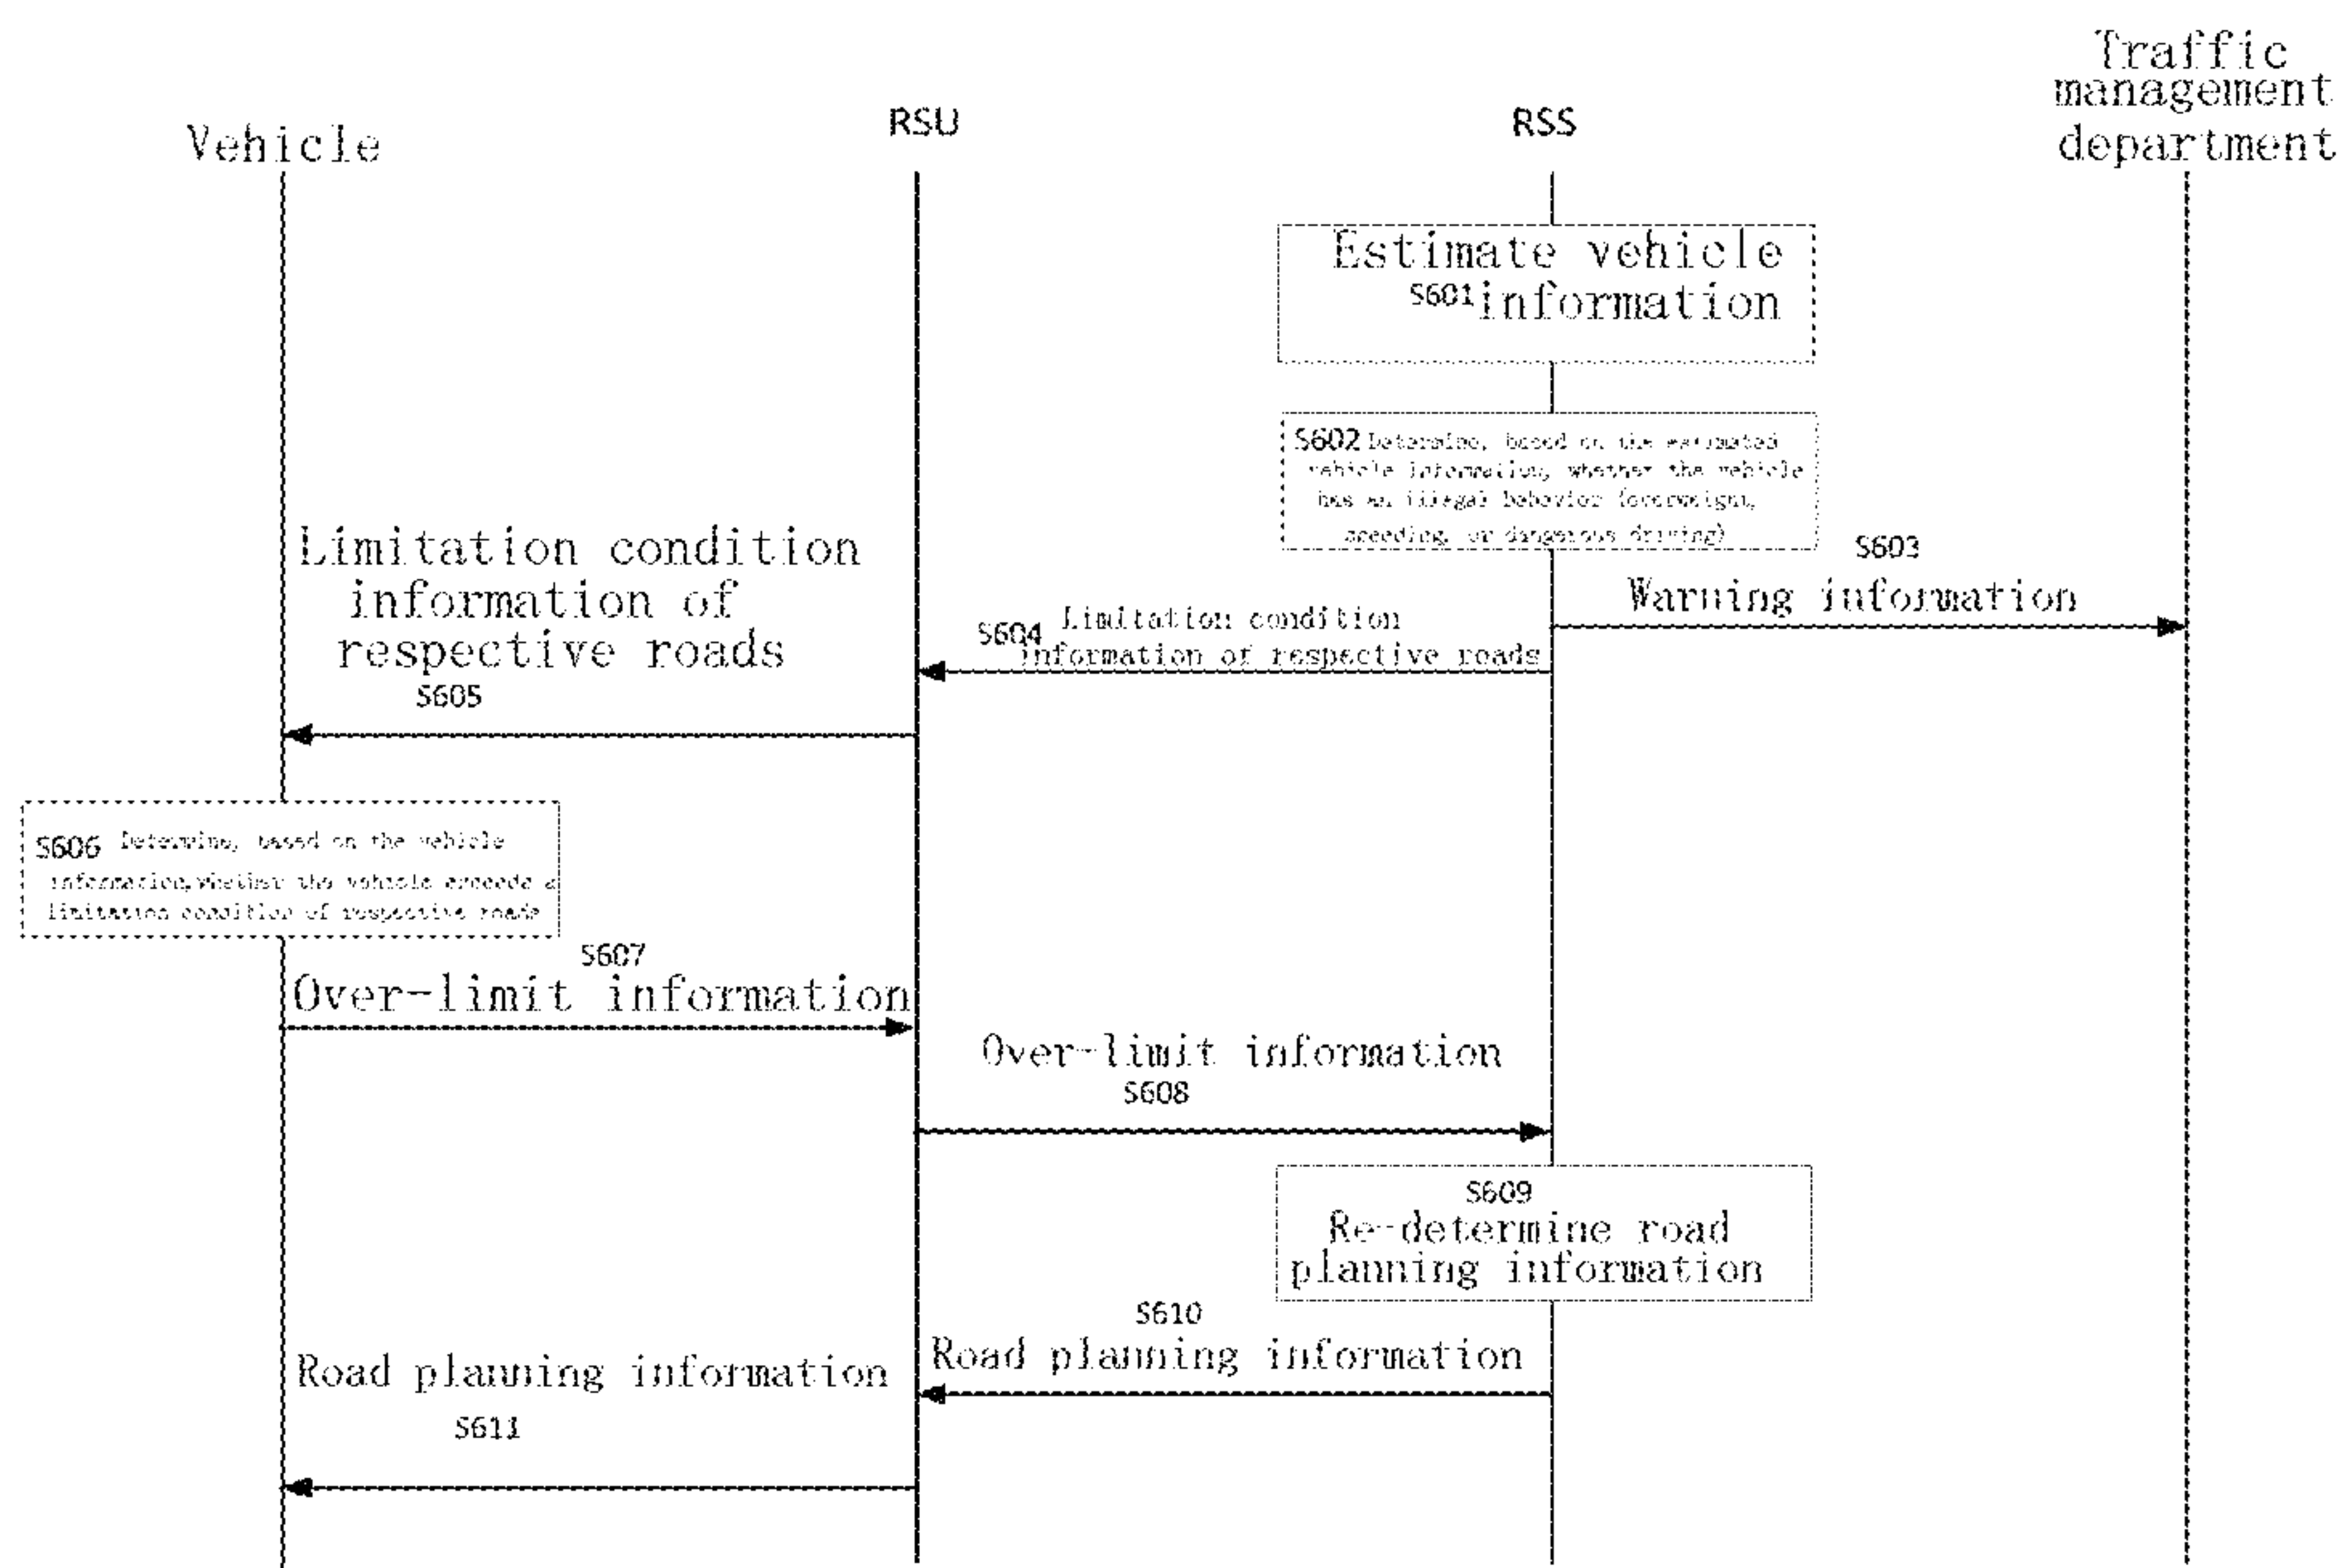 Traffic
management
department
Vehicle
RSU
RSS
Estimate vehicle
S601 information
S602 Determine, based on the estimated
vehicle information, whether the vehicle
has an illegal behavior (overweight,
speeding, or dangerous driving)
S603
Warning information
Limitation condition
information of
respective roads
S605
S604 Limitation condition
information of respective roads
S606 Determine, based on the vehicle
information, whether the vehicle exceeds a
limitation condition of respective roads
S607
Over-limit information
Over-limit information
S608
S609
Re-determine road
planning information
S610
Road planning information
Road planning information
S611